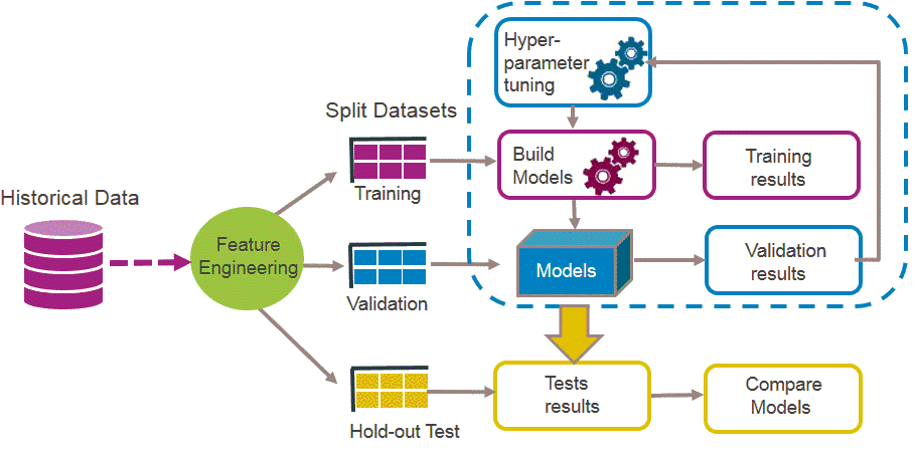 Hyper-
parameter
tuning
Split Datasets
Training
Build
Models
Training
results
Historical Data
Feature
Engineering
Validation
Models
Validation
results
Hold-out Test
Tests
results
Compare
Models